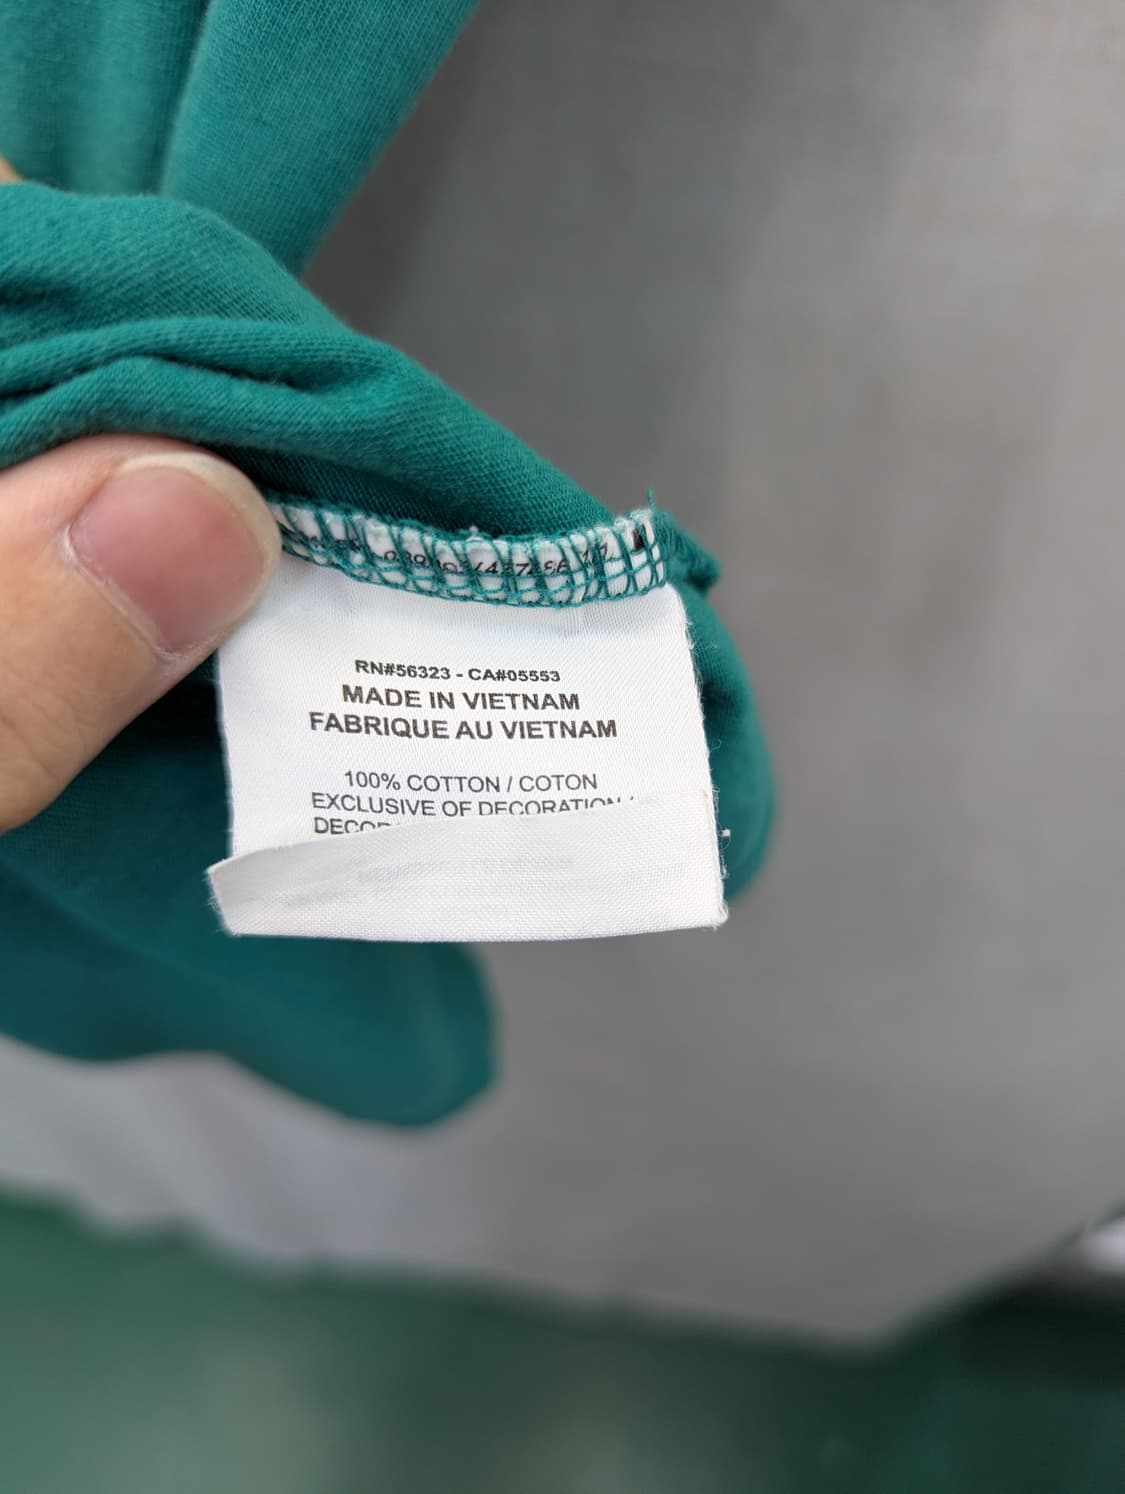 RN#56323 - CA#05553
MADE IN VIETNAM
FABRIQUE AU VIETNAM
100% COTTON / COTON
EXCLUSIVE OF DECORATION /